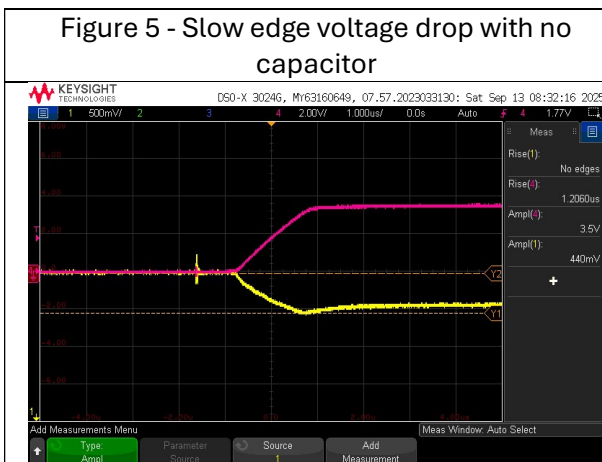 Figure 5 - Slow edge voltage drop with no
capacitor
KEYSIGHT
TECHNOLOGIES
DSO-X 3024G, MY63160649, 07.57.2023033130: Sat Sep 13 08:32:16 2025
1 500mV/ 2 3 4 2.00V/ 1.000us/ 0.0s Auto 4 1.77V
Meas
Rise(1):
No edges
Rise(4):
1.2060us
Ampl(4):
3.5V
Ampl(1):
440mV
Y2
Y1
Add Measurements Menu
Meas Window: Auto Select
Type:
Ampl
Parameter
Source
Source
1
Add
Measurement